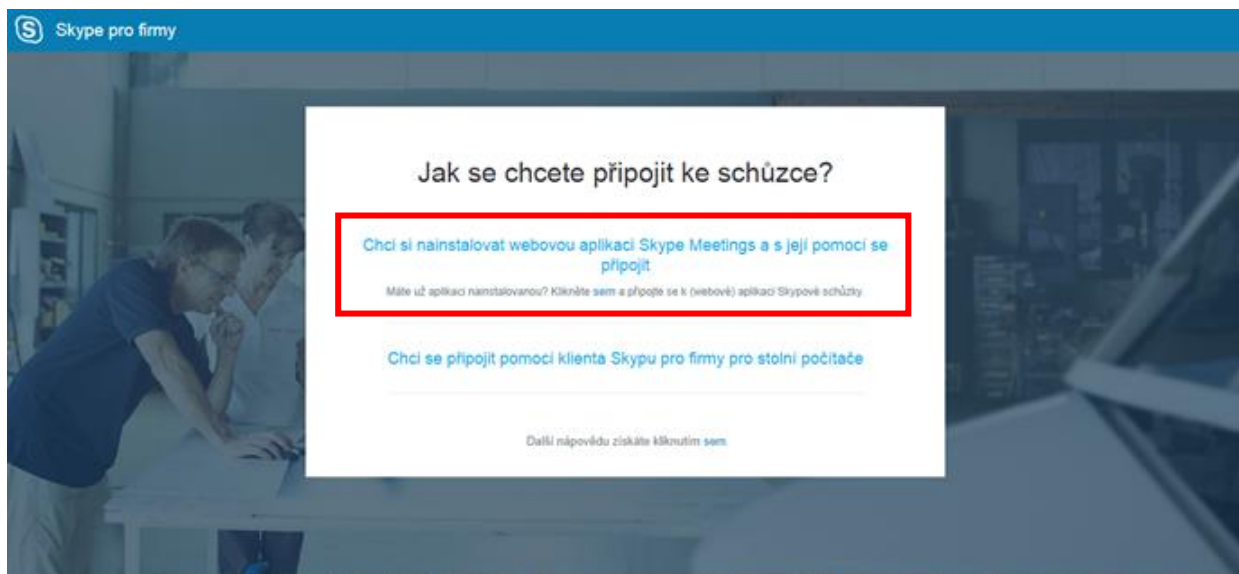 Skype pro firmy
Jak se chcete připojit ke schůzce?
Chci si nainstalovat webovou aplikaci Skype Meetings a s její pomocí se
připojit
Máte už aplikaci nainstalovanou? Klikněte sem a připojte se k (webové) aplikaci Skypové schůzky.
Chci se připojit pomocí klienta Skypu pro firmy pro stolní počítače
Další nápovědu získáte kliknutím sem.